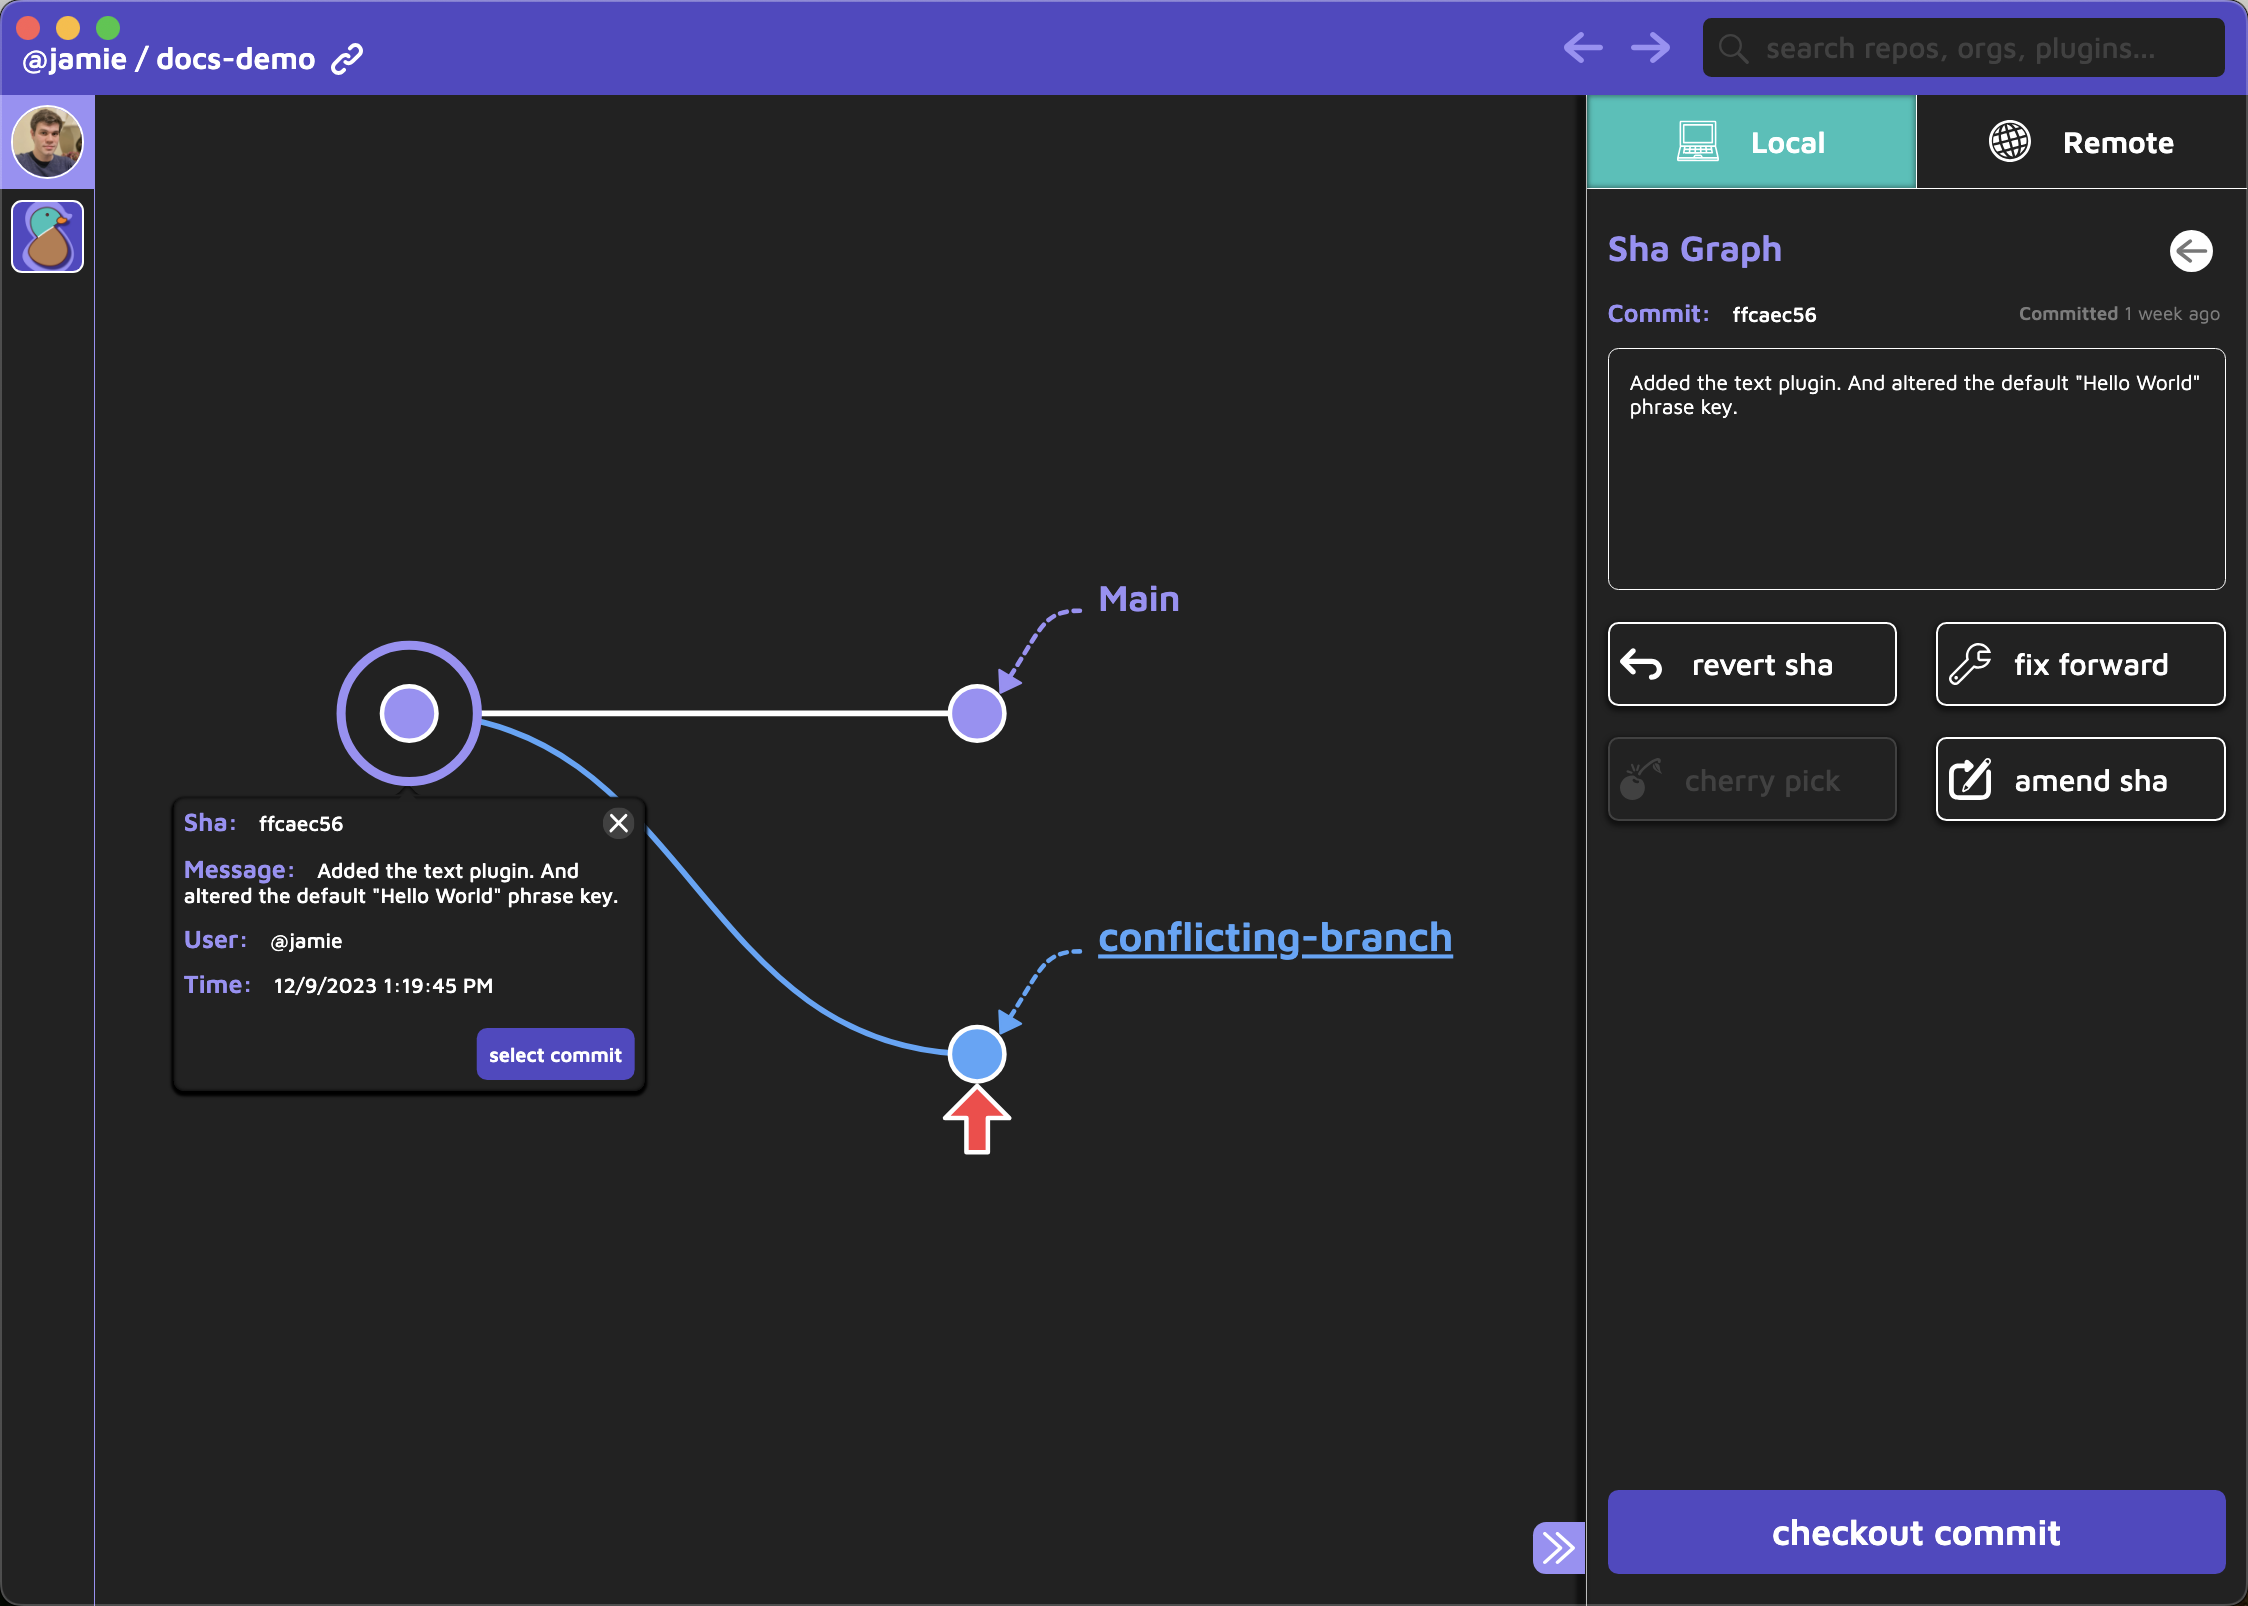 @jamie / docs-demo
search repos, orgs, plugins...
Local
Remote
Sha Graph
Commit: ffcaec56
Committed 1 week ago
Added the text plugin. And altered the default "Hello World"
phrase key.
revert sha
fix forward
cherry pick
amend sha
checkout commit
Main
conflicting-branch
Sha: ffcaec56
Message: Added the text plugin. And
altered the default "Hello World" phrase key.
User: @jamie
Time: 12/9/2023 1:19:45 PM
select commit